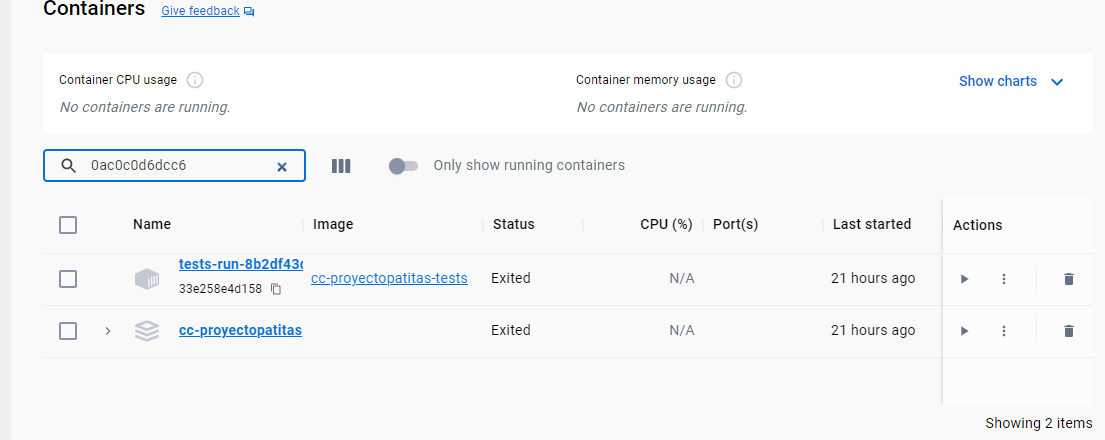 Containers Give feedback
Container CPU usage Container memory usage Show charts
No containers are running. No containers are running.
0ac0c0d6dcc6 Only show running containers
Name Image Status CPU (%) Port(s) Last started Actions
tests-run-8b2df43c
cc-proyectopatitas-tests Exited N/A 21 hours ago
33e258e4d158
cc-proyectopatitas Exited N/A 21 hours ago
Showing 2 items